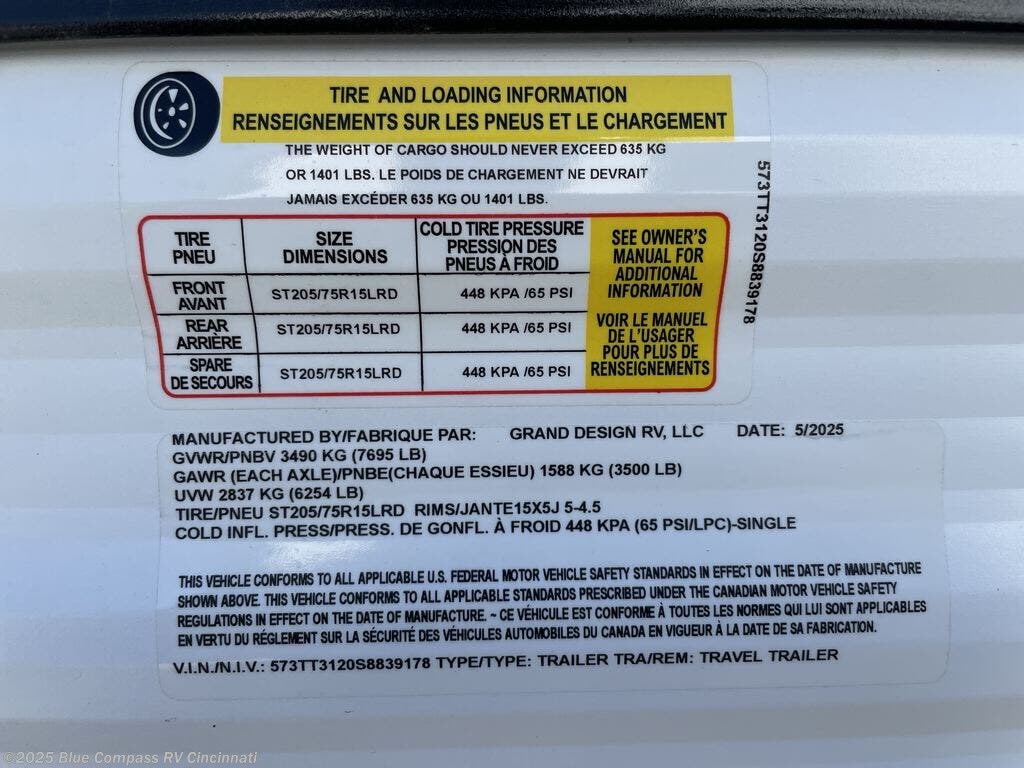 TIRE AND LOADING INFORMATION
RENSEIGNEMENTS SUR LES PNEUS ET LE CHARGEMENT
THE WEIGHT OF CARGO SHOULD NEVER EXCEED 635 KG
OR 1401 LBS. LE POIDS DE CHARGEMENT NE DEVRAIT
JAMAIS EXCÉDER 635 KG OU 1401 LBS.
TIRE
PNEU
SIZE
DIMENSIONS
COLD TIRE PRESSURE
PRESSION DES
PNEUS À FROID
FRONT
AVANT
ST205/75R15LRD
448 KPA /65 PSI
REAR
ARRIÈRE
ST205/75R15LRD
448 KPA /65 PSI
SPARE
DE SECOURS
ST205/75R15LRD
448 KPA /65 PSI
SEE OWNER'S
MANUAL FOR
ADDITIONAL
INFORMATION
VOIR LE MANUEL
DE L'USAGER
POUR PLUS DE
RENSEIGNEMENTS
573TT3120S8839178
MANUFACTURED BY/FABRIQUE PAR: GRAND DESIGN RV, LLC DATE: 5/2025
GVWR/PNBV 3490 KG (7695 LB)
GAWR (EACH AXLE)/PNBE(CHAQUE ESSIEU) 1588 KG (3500 LB)
UVW 2837 KG (6254 LB)
TIRE/PNEU ST205/75R15LRD RIMS/JANTE15X5J 5-4.5
COLD INFL. PRESS/PRESS. DE GONFL. À FROID 448 KPA (65 PSI/LPC)-SINGLE
THIS VEHICLE CONFORMS TO ALL APPLICABLE U.S. FEDERAL MOTOR VEHICLE SAFETY STANDARDS IN EFFECT ON THE DATE OF MANUFACTURE
SHOWN ABOVE. THIS VEHICLE CONFORMS TO ALL APPLICABLE STANDARDS PRESCRIBED UNDER THE CANADIAN MOTOR VEHICLE SAFETY
REGULATIONS IN EFFECT ON THE DATE OF MANUFACTURE. ~ CE VÉHICULE EST CONFORME À TOUTES LES NORMES QUI LUI SONT APPLICABLES
EN VERTU DU RÉGLEMENT SUR LA SÉCURITÉ DES VÉHICULES AUTOMOBILES DU CANADA EN VIGUEUR À LA DATE DE SA FABRICATION.
V.I.N./N.I.V.: 573TT3120S8839178 TYPE/TYPE: TRAILER TRA/REM: TRAVEL TRAILER
©2025 Blue Compass RV Cincinnati